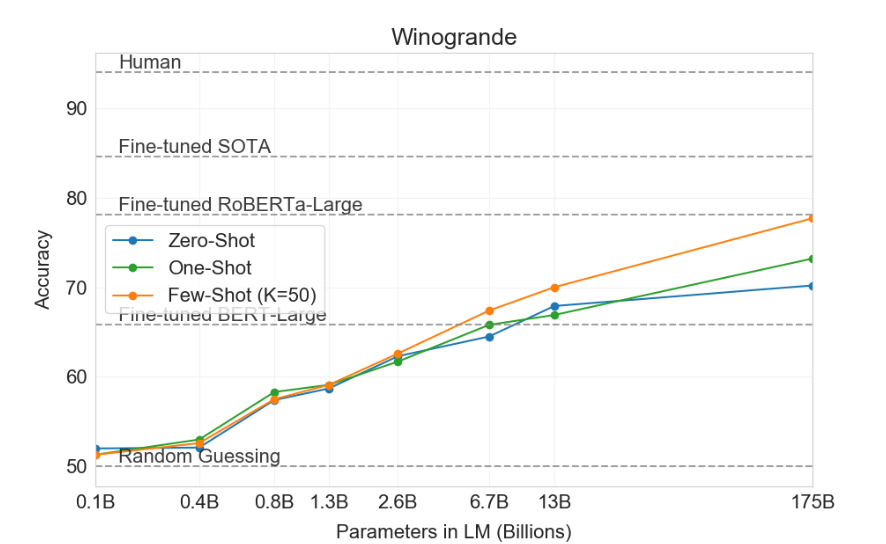 Winogrande
Human
90
Fine-tuned SOTA
80
Fine-tuned RoBERTa-Large
Zero-Shot
One-Shot
Few-Shot (K=50)
Accuracy
70
Fine-tuned BERT-Large
60
Random Guessing
50
0.1B 0.4B 0.8B 1.3B 2.6B 6.7B 13B 175B
Parameters in LM (Billions)